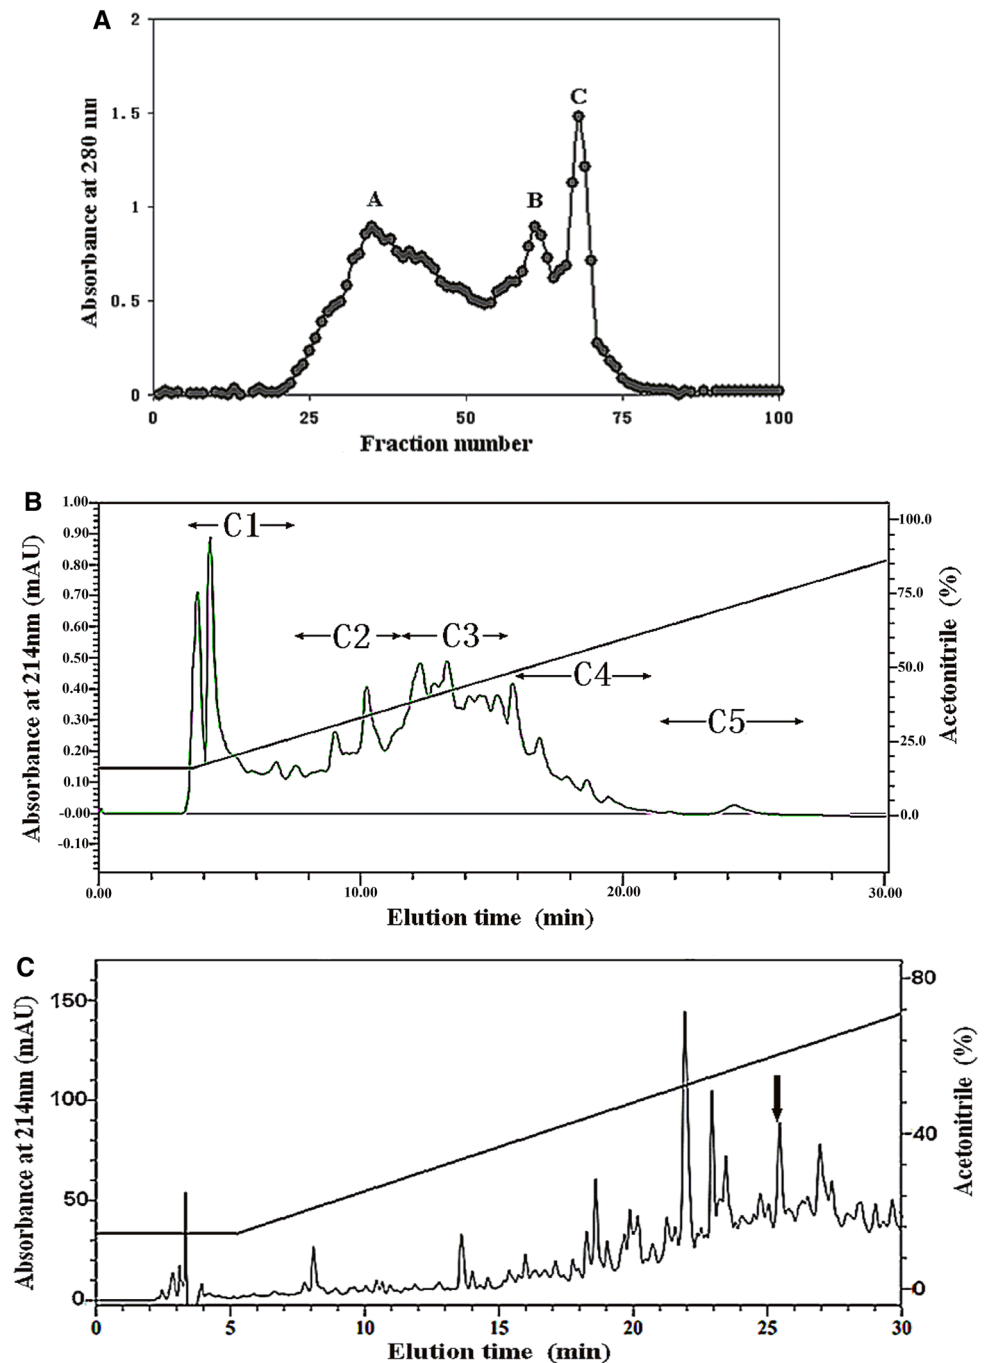 A
Absorbance at 280 nm
2
1.5
1
0.5
0
A
B
C
0 25 50 75 100
Fraction number
B
Absorbance at 214nm (mAU)
1.00
0.90
0.80
0.70
0.60
0.50
0.40
0.30
0.20
0.10
-0.00
-0.10
C1
C2
C3
C4
C5
100.0
75.0
50.0
25.0
0.0
Acetonitrile (%)
0.00 10.00 20.00 30.00
Elution time (min)
C
Absorbance at 214nm (mAU)
150
100
50
0
80
40
0
Acetonitrile (%)
0 5 10 15 20 25 30
Elution time (min)